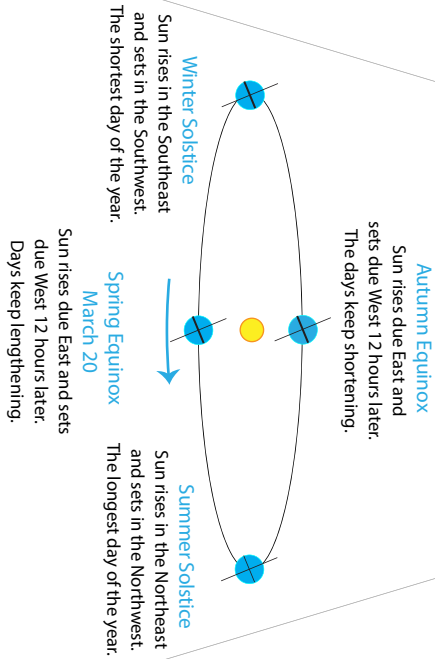 Autumn Equinox
Sun rises due East and
sets due West 12 hours later.
The days keep shortening.
Winter Solstice
Sun rises in the Southeast
and sets in the Southwest.
The shortest day of the year.
Summer Solstice
Sun rises in the Northeast
and sets in the Northwest.
The longest day of the year.
Spring Equinox
March 20
Sun rises due East and sets
due West 12 hours later.
Days keep lengthening.